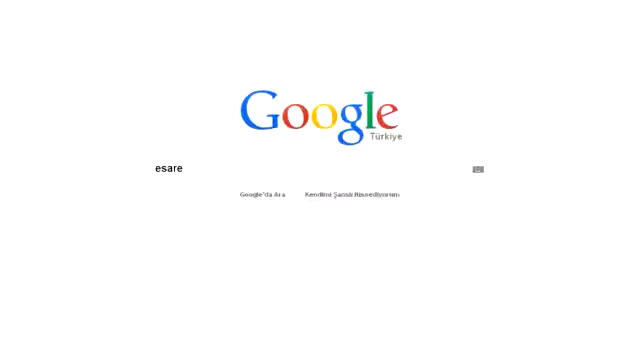 Google
Türkiye
esare
Google'da Ara
Kendimi Şanslı Hissediyorum